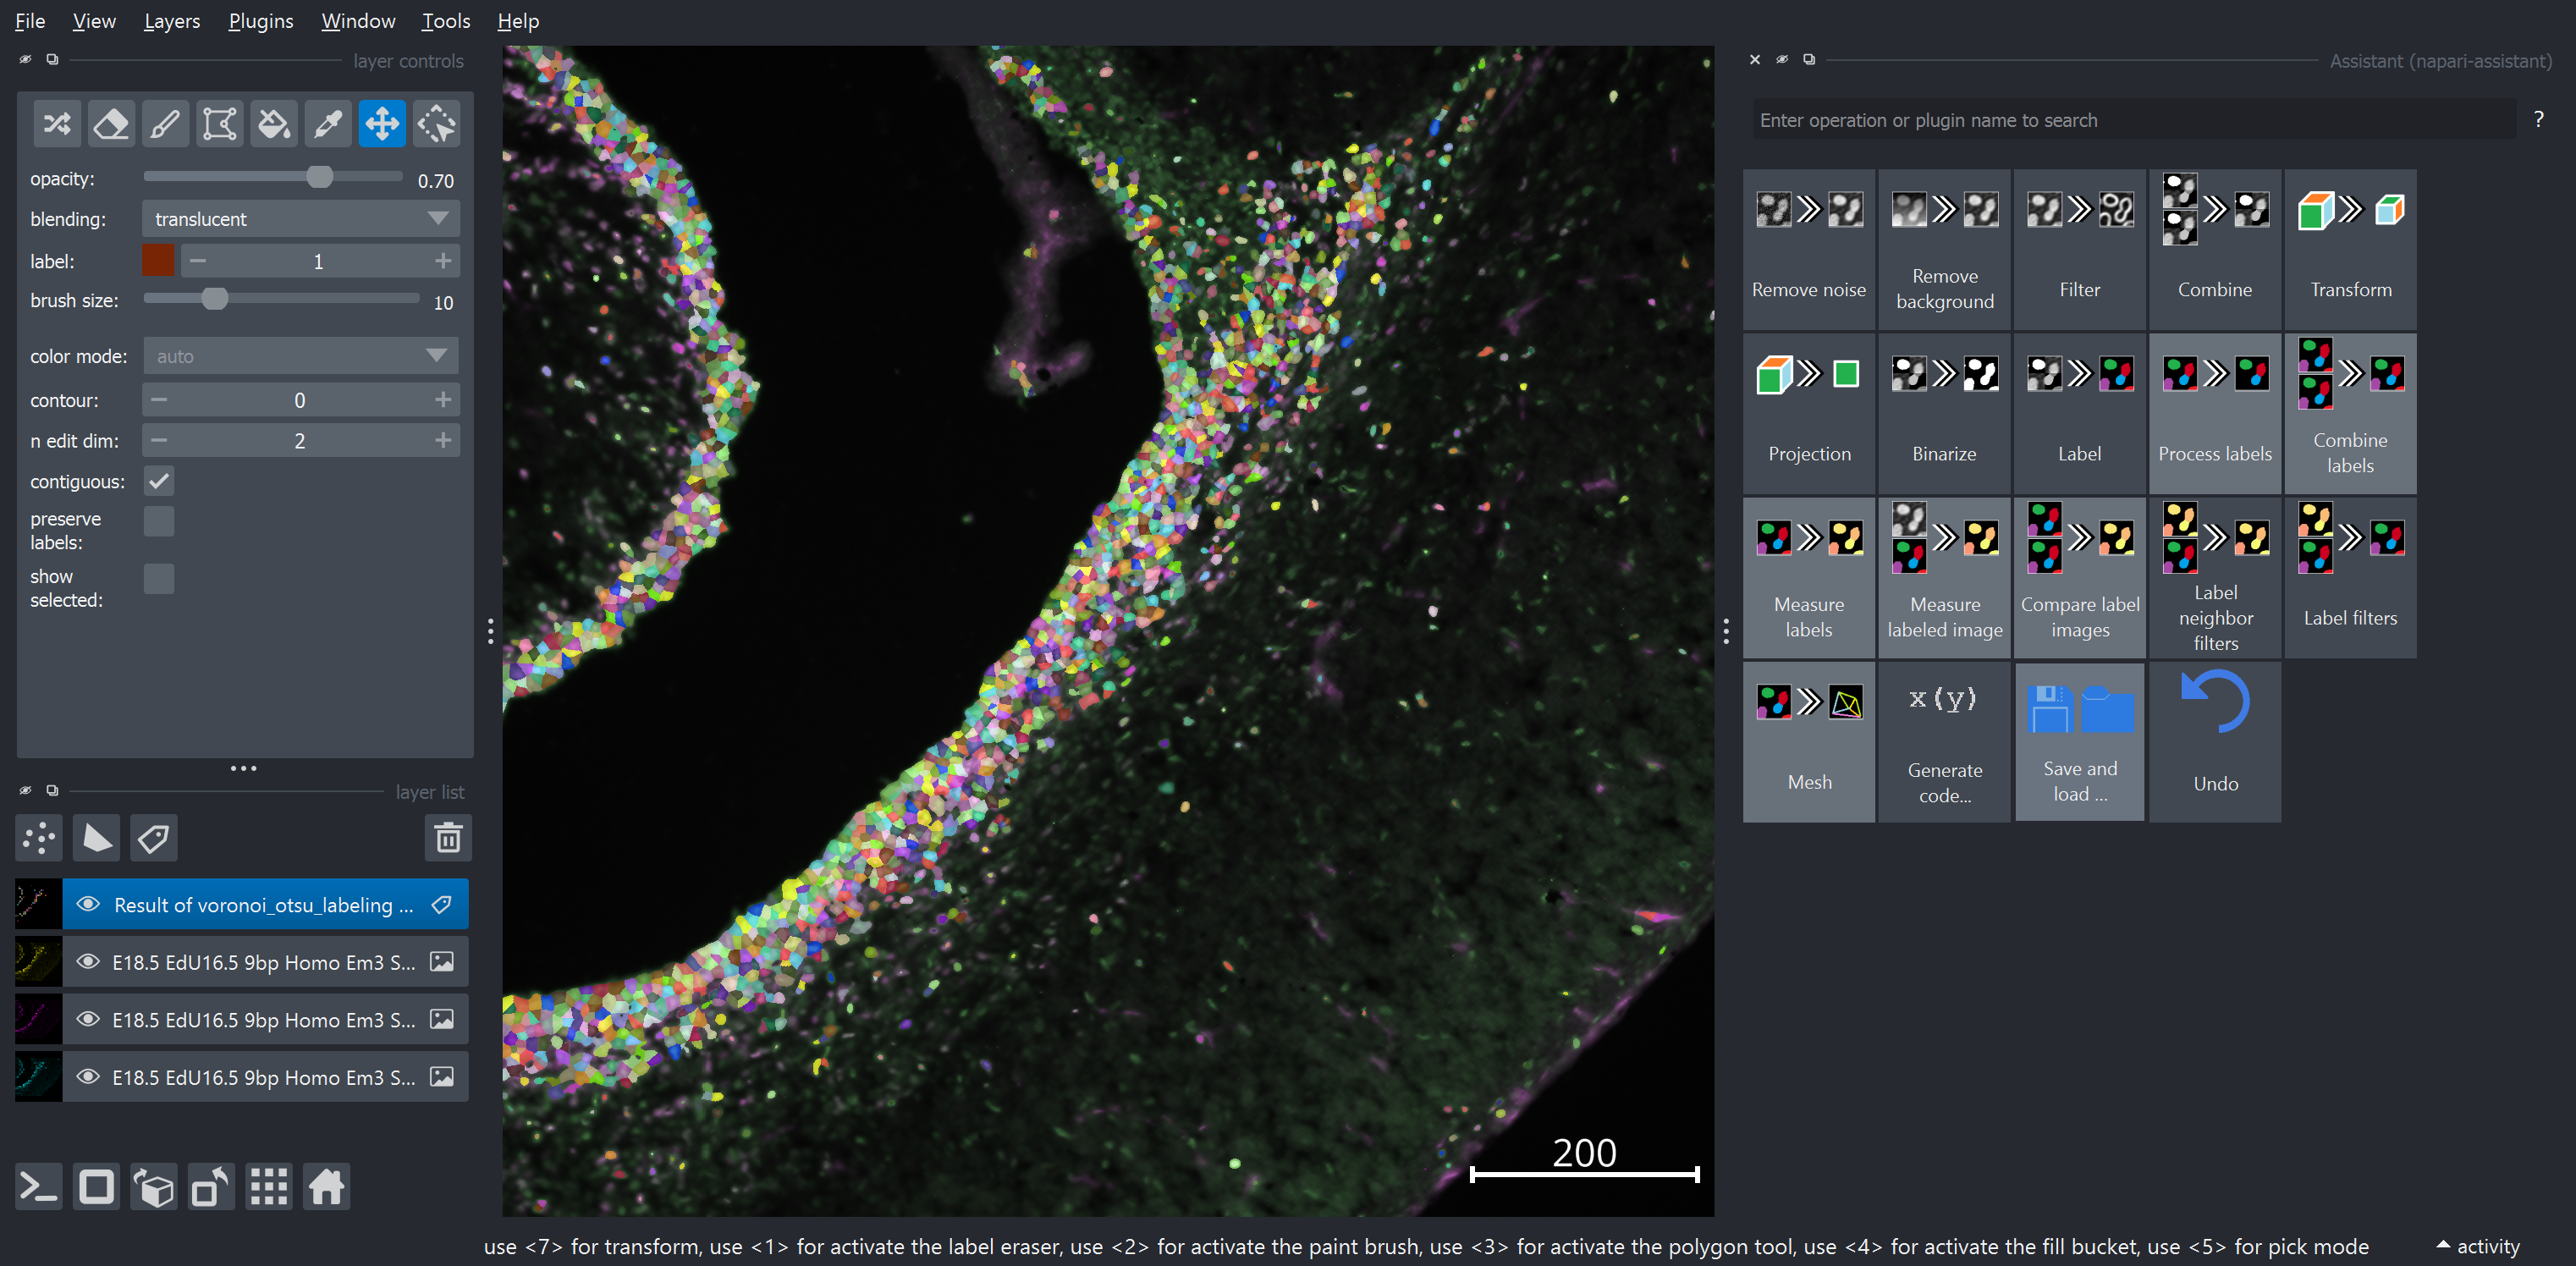 File View Layers Plugins Window Tools Help
layer controls
opacity: 0.70
blending: translucent
label: 1
brush size: 10
color mode: auto
contour: 0
n edit dim: 2
contiguous:
preserve
labels:
show
selected:
layer list
Result of voronoi_otsu_labeling ...
E18.5 EdU16.5 9bp Homo Em3 S...
E18.5 EdU16.5 9bp Homo Em3 S...
E18.5 EdU16.5 9bp Homo Em3 S...
200
Assistant (napari-assistant)
Enter operation or plugin name to search ?
Remove noise
Remove
background
Filter
Combine
Transform
Projection
Binarize
Label
Process labels
Combine
labels
Measure
labels
Measure
labeled image
Compare label
images
Label
neighbor
filters
Label filters
Mesh
x(y)
Generate
code...
Save and
load ...
Undo
use <7> for transform, use <1> for activate the label eraser, use <2> for activate the paint brush, use <3> for activate the polygon tool, use <4> for activate the fill bucket, use <5> for pick mode
activity